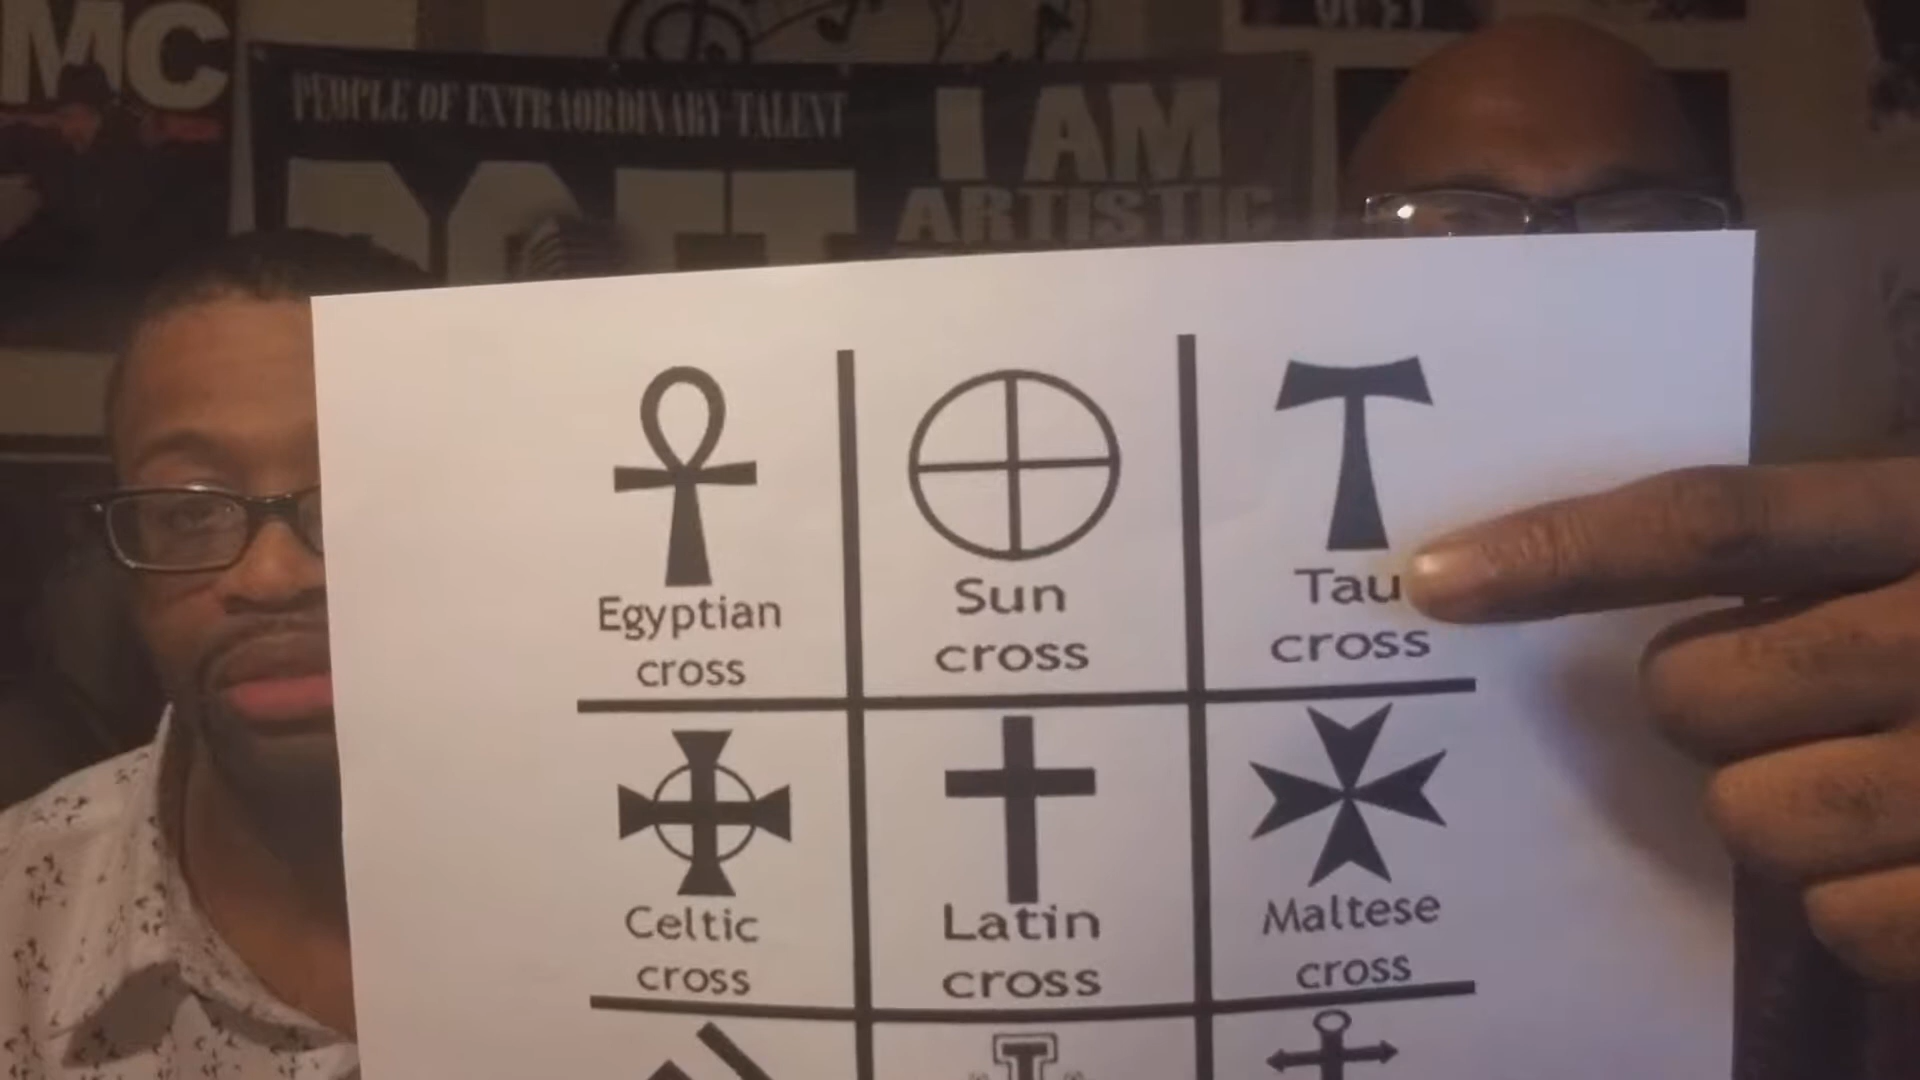 MC
PEOPLE OF EXTRAORDINARY TALENT
I AM
ARTISTIC
Egyptian
cross
Sun
cross
Tau
cross
Celtic
cross
Latin
cross
Maltese
cross